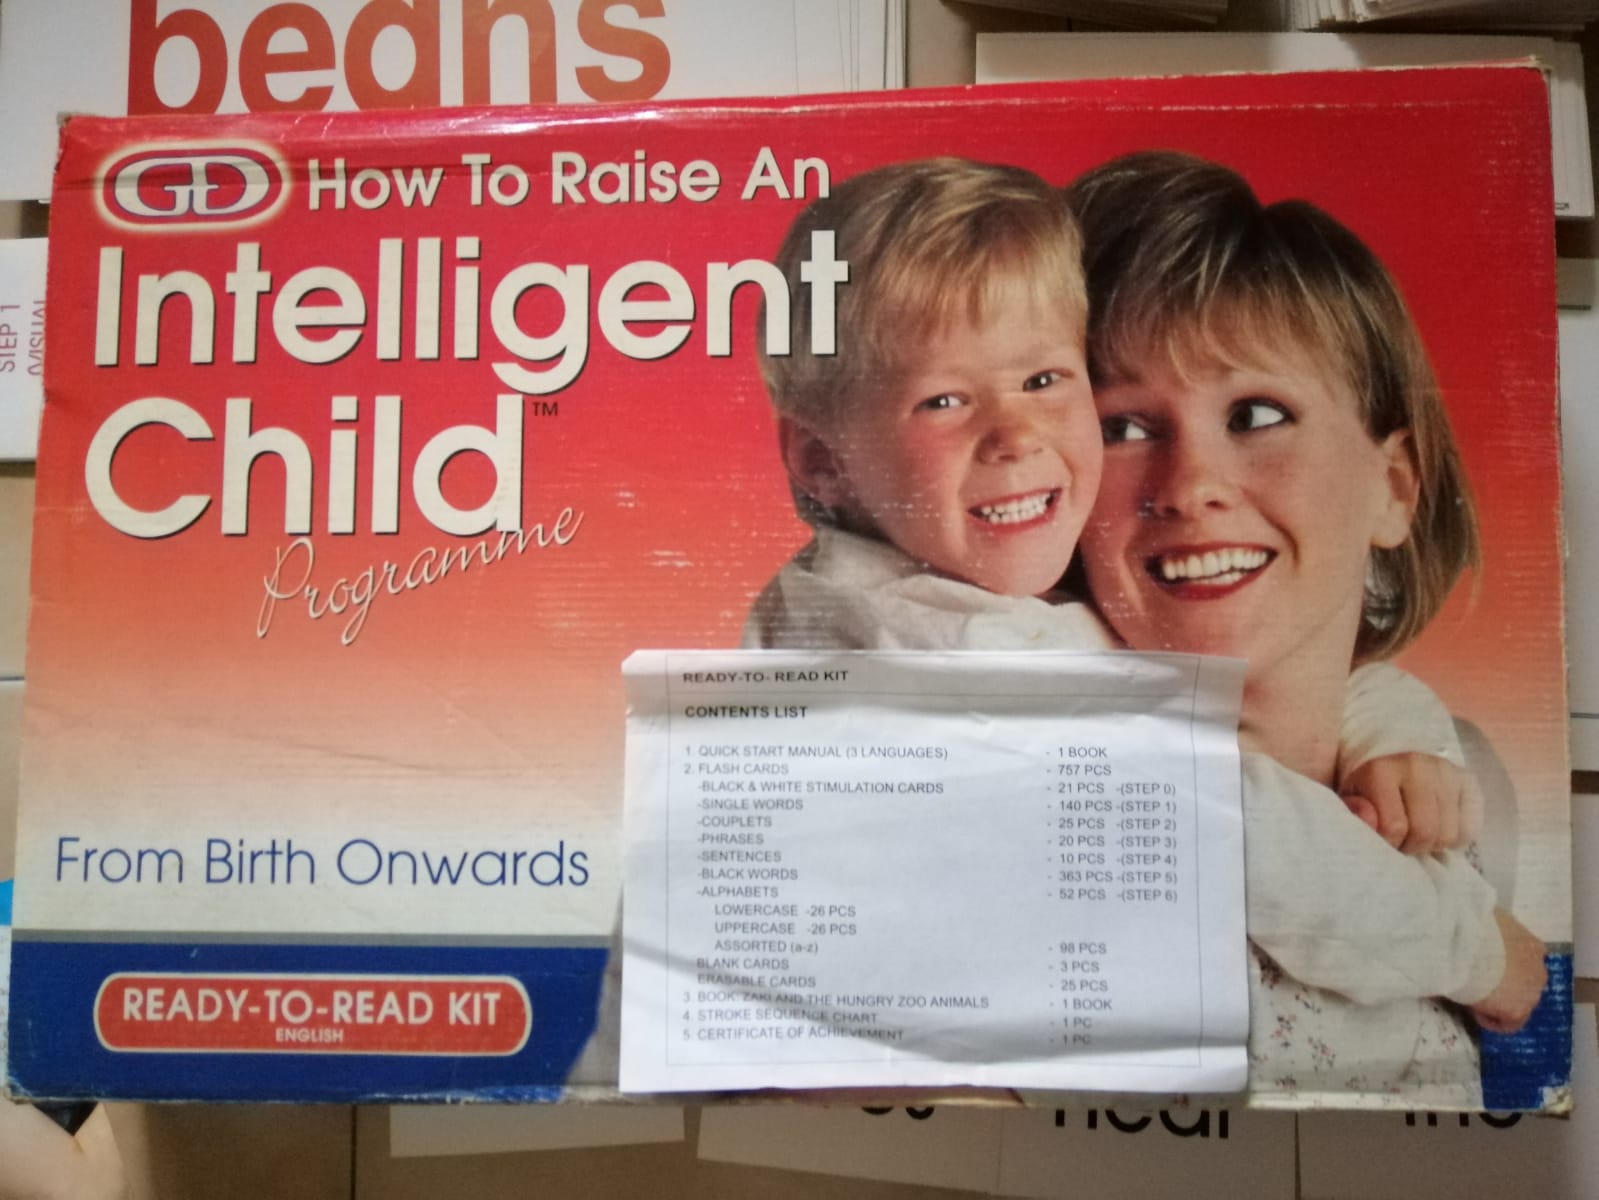 beans
GD How To Raise An
Intelligent
Child™
Programme
STEP 1
From Birth Onwards
READY-TO-READ KIT
ENGLISH
READY-TO- READ KIT
CONTENTS LIST
1. QUICK START MANUAL (3 LANGUAGES) - 1 BOOK
2. FLASH CARDS - 757 PCS
-BLACK & WHITE STIMULATION CARDS - 21 PCS -(STEP 0)
-SINGLE WORDS - 140 PCS -(STEP 1)
-COUPLETS - 25 PCS -(STEP 2)
-PHRASES - 20 PCS -(STEP 3)
-SENTENCES - 10 PCS -(STEP 4)
-BLACK WORDS - 363 PCS -(STEP 5)
-ALPHABETS - 52 PCS -(STEP 6)
LOWERCASE -26 PCS
UPPERCASE -26 PCS
ASSORTED (a-z) - 98 PCS
BLANK CARDS - 3 PCS
ERASABLE CARDS - 25 PCS
3. BOOK: ZAKI AND THE HUNGRY ZOO ANIMALS - 1 BOOK
4. STROKE SEQUENCE CHART - 1 PC
5. CERTIFICATE OF ACHIEVEMENT - 1 PC